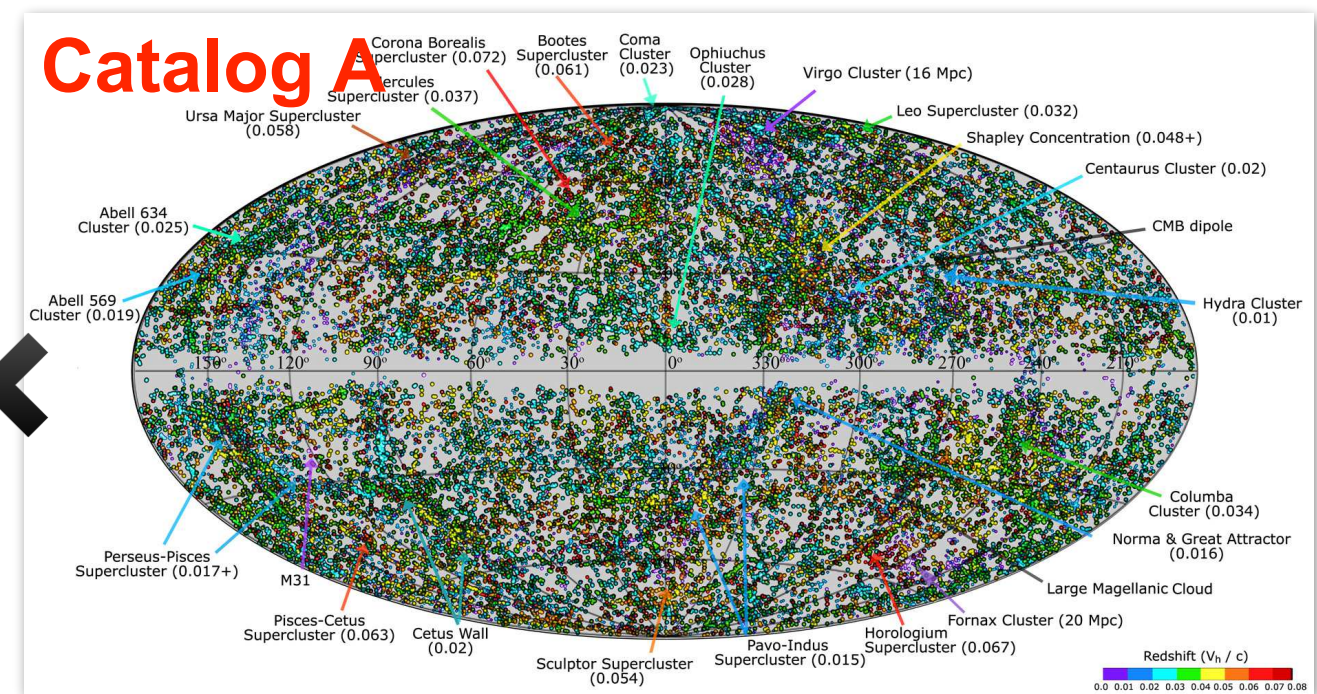 Catalog A
Corona Borealis
Supercluster (0.072)
Bootes
Supercluster
(0.061)
Coma
Cluster
(0.023)
Ophiuchus
Cluster
(0.028)
Virgo Cluster (16 Mpc)
Hercules
Supercluster (0.037)
Leo Supercluster (0.032)
Ursa Major Supercluster
(0.058)
Shapley Concentration (0.048+)
Centaurus Cluster (0.02)
Abell 634
Cluster (0.025)
CMB dipole
Abell 569
Cluster (0.019)
Hydra Cluster
(0.01)
150° 120° 90° 60° 30° 0° 330° 300° 270° 240° 210°
Columba
Cluster (0.034)
Norma & Great Attractor
(0.016)
Perseus-Pisces
Supercluster (0.017+)
M31
Large Magellanic Cloud
Pisces-Cetus
Supercluster (0.063)
Cetus Wall
(0.02)
Fornax Cluster (20 Mpc)
Horologium
Supercluster (0.067)
Pavo-Indus
Supercluster (0.015)
Sculptor Supercluster
(0.054)
Redshift (Vh / c)
0.0 0.01 0.02 0.03 0.04 0.05 0.06 0.07 0.08